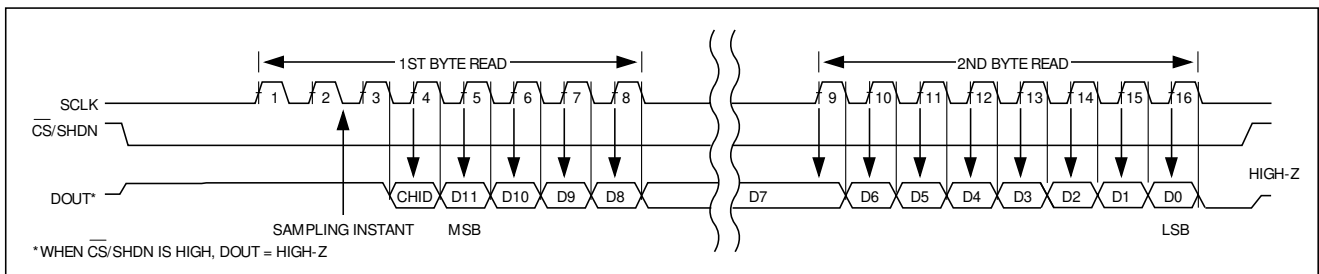 1ST BYTE READ 2ND BYTE READ
SCLK 1 2 3 4 5 6 7 8 9 10 11 12 13 14 15 16
CS/SHDN
HIGH-Z
DOUT* CHID D11 D10 D9 D8 D7 D6 D5 D4 D3 D2 D1 D0
SAMPLING INSTANT MSB LSB
*WHEN CS/SHDN IS HIGH, DOUT = HIGH-Z